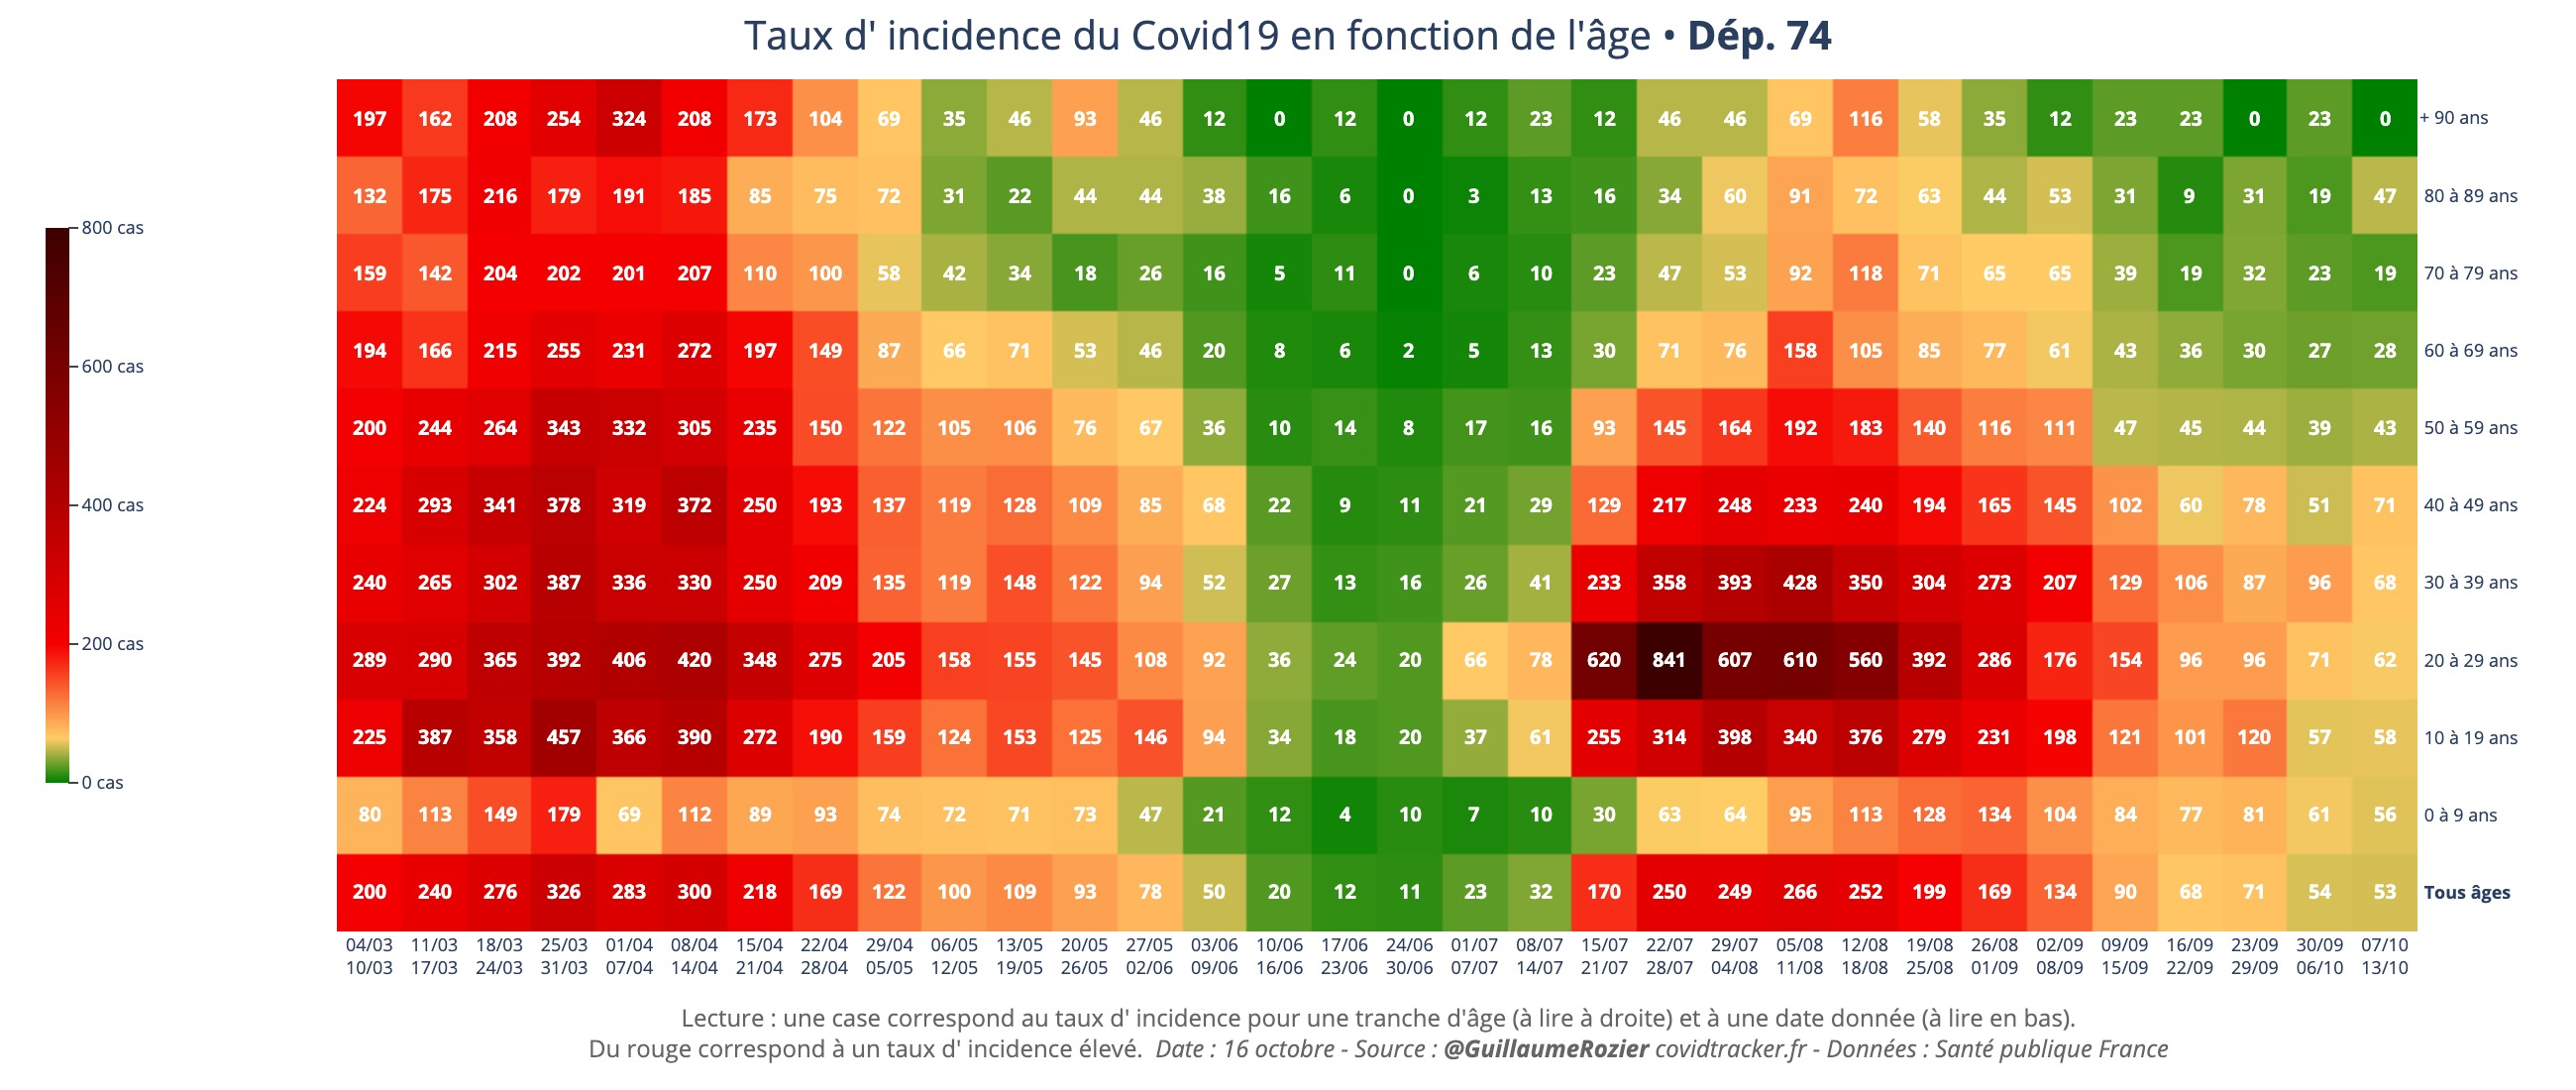 Taux d' incidence du Covid19 en fonction de l'âge • Dép. 74
800 cas
600 cas
400 cas
200 cas
0 cas
197 162 208 254 324 208 173 104 69 35 46 93 46 12 0 12 0 12 23 12 46 46 69 116 58 35 12 23 23 0 23 0 + 90 ans
132 175 216 179 191 185 85 75 72 31 22 44 44 38 16 6 0 3 13 16 34 60 91 72 63 44 53 31 9 31 19 47 80 à 89 ans
159 142 204 202 201 207 110 100 58 42 34 18 26 16 5 11 0 6 10 23 47 53 92 118 71 65 65 39 19 32 23 19 70 à 79 ans
194 166 215 255 231 272 197 149 87 66 71 53 46 20 8 6 2 5 13 30 71 76 158 105 85 77 61 43 36 30 27 28 60 à 69 ans
200 244 264 343 332 305 235 150 122 105 106 76 67 36 10 14 8 17 16 93 145 164 192 183 140 116 111 47 45 44 39 43 50 à 59 ans
224 293 341 378 319 372 250 193 137 119 128 109 85 68 22 9 11 21 29 129 217 248 233 240 194 165 145 102 60 78 51 71 40 à 49 ans
240 265 302 387 336 330 250 209 135 119 148 122 94 52 27 13 16 26 41 233 358 393 428 350 304 273 207 129 106 87 96 68 30 à 39 ans
289 290 365 392 406 420 348 275 205 158 155 145 108 92 36 24 20 66 78 620 841 607 610 560 392 286 176 154 96 96 71 62 20 à 29 ans
225 387 358 457 366 390 272 190 159 124 153 125 146 94 34 18 20 37 61 255 314 398 340 376 279 231 198 121 101 120 57 58 10 à 19 ans
80 113 149 179 69 112 89 93 74 72 71 73 47 21 12 4 10 7 10 30 63 64 95 113 128 134 104 84 77 81 61 56 0 à 9 ans
200 240 276 326 283 300 218 169 122 100 109 93 78 50 20 12 11 23 32 170 250 249 266 252 199 169 134 90 68 71 54 53 Tous âges
04/03 11/03 18/03 25/03 01/04 08/04 15/04 22/04 29/04 06/05 13/05 20/05 27/05 03/06 10/06 17/06 24/06 01/07 08/07 15/07 22/07 29/07 05/08 12/08 19/08 26/08 02/09 09/09 16/09 23/09 30/09 07/10
10/03 17/03 24/03 31/03 07/04 14/04 21/04 28/04 05/05 12/05 19/05 26/05 02/06 09/06 16/06 23/06 30/06 07/07 14/07 21/07 28/07 04/08 11/08 18/08 25/08 01/09 08/09 15/09 22/09 29/09 06/10 13/10
Lecture : une case correspond au taux d' incidence pour une tranche d'âge (à lire à droite) et à une date donnée (à lire en bas).
Du rouge correspond à un taux d' incidence élevé. Date : 16 octobre - Source : @GuillaumeRozier covidtracker.fr - Données : Santé publique France